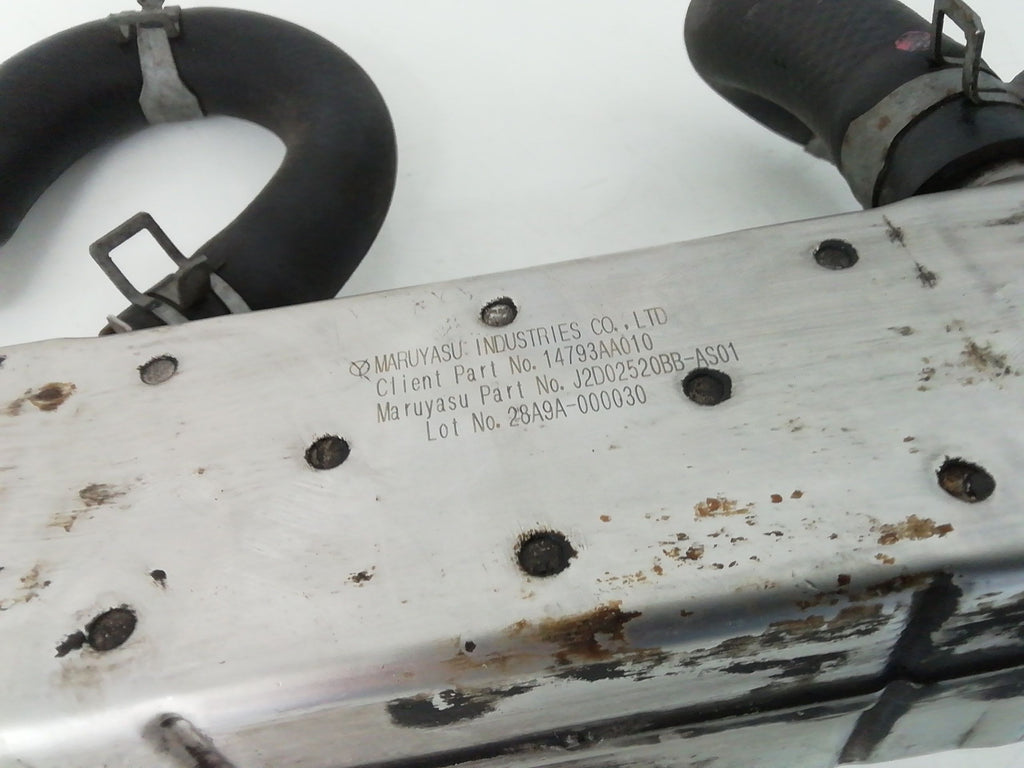 MARUYASU INDUSTRIES CO.,LTD
Client Part No. 14793AA010
Maruyasu Part No. J2D02520BB-AS01
Lot No. 28A9A-000030